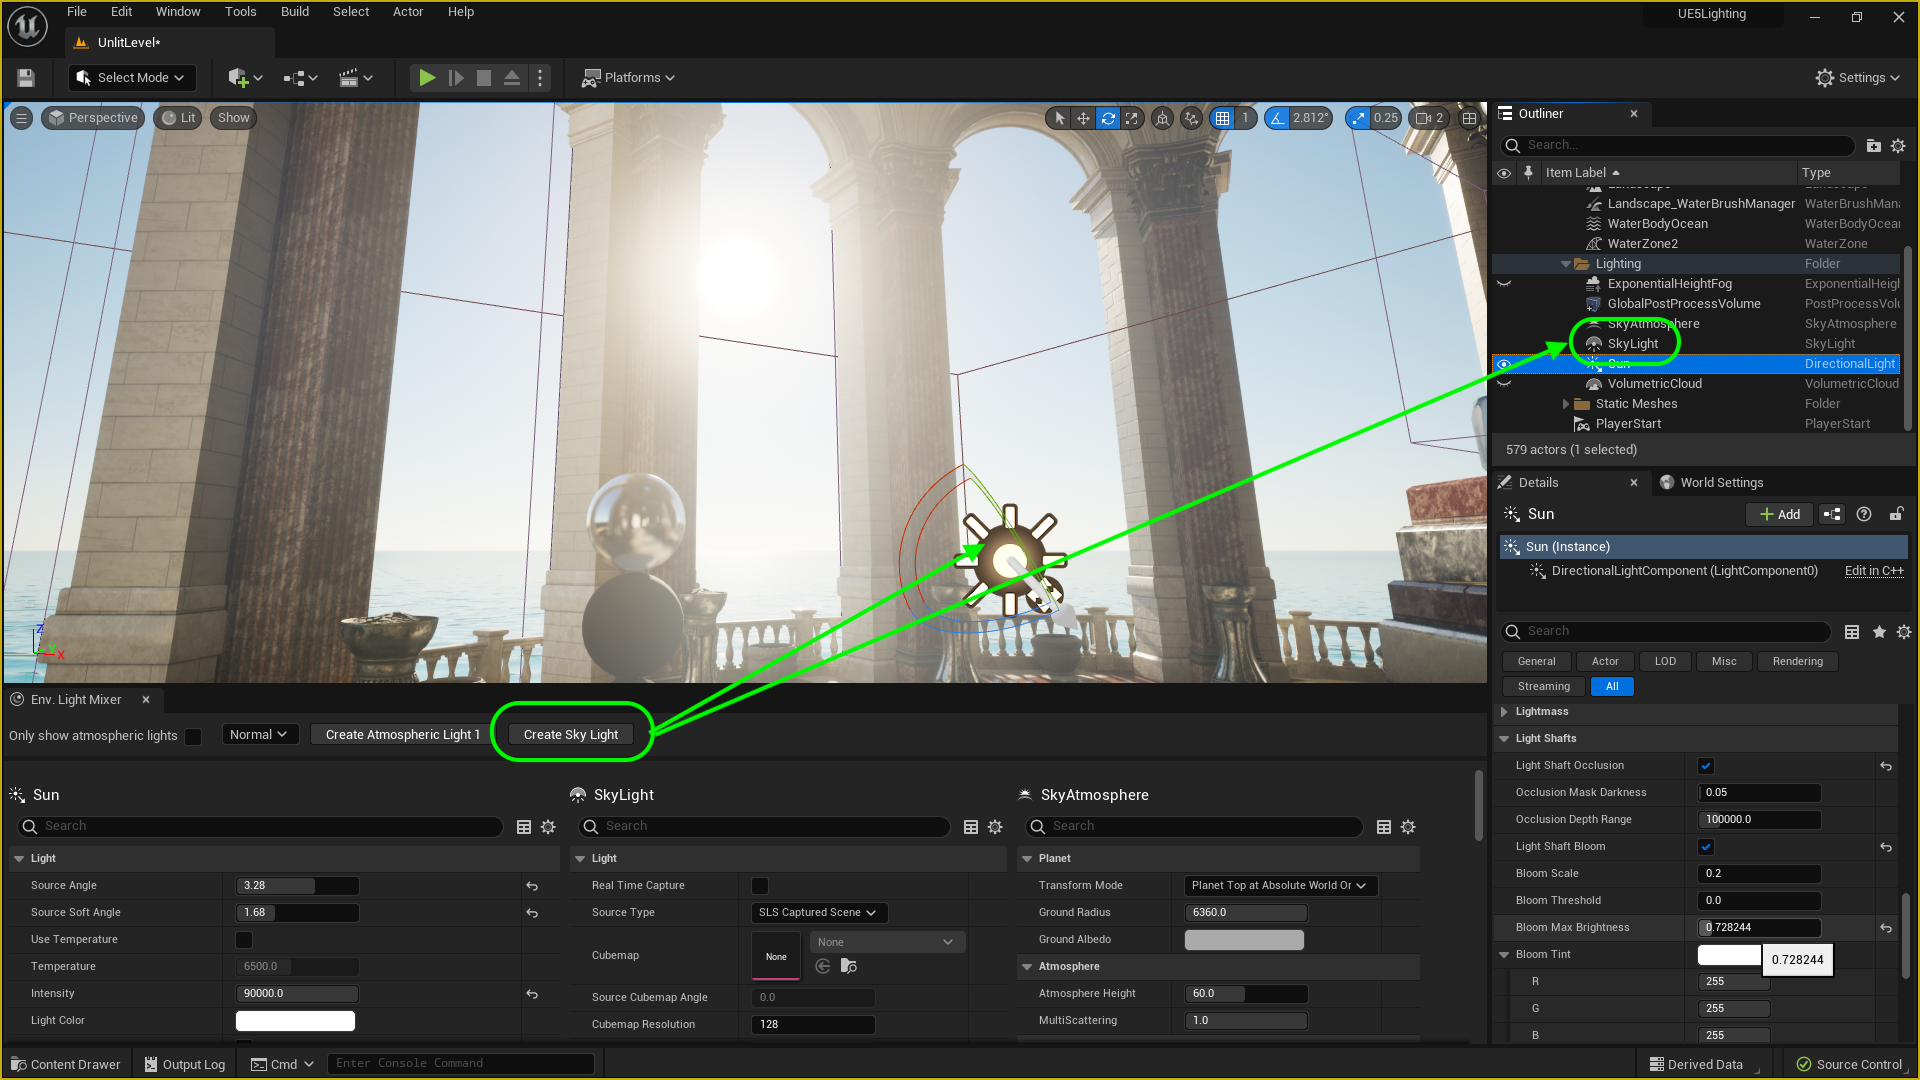 File Edit Window Tools Build Select Actor Help
UE5Lighting
UnlitLevel*
Select Mode
Platforms
Settings
Perspective
Lit
Show
1
2.812°
0.25
2
Outliner
Search...
Item Label
Type
Landscape_WaterBrushManager WaterBrushMana
WaterBodyOcean WaterBodyOcean
WaterZone2 WaterZone
Lighting Folder
ExponentialHeightFog ExponentialHeigh
GlobalPostProcessVolume PostProcessVolu
SkyAtmosphere SkyAtmosphere
SkyLight SkyLight
Sun DirectionalLight
VolumetricCloud VolumetricCloud
Static Meshes Folder
PlayerStart PlayerStart
579 actors (1 selected)
Details
World Settings
Sun
Add
Sun (Instance)
DirectionalLightComponent (LightComponent0) Edit in C++
Search
General Actor LOD Misc Rendering
Streaming All
Lightmass
Light Shafts
Light Shaft Occlusion
Occlusion Mask Darkness 0.05
Occlusion Depth Range 100000.0
Light Shaft Bloom
Bloom Scale 0.2
Bloom Threshold 0.0
Bloom Max Brightness 0.728244
Bloom Tint
0.728244
R 255
G 255
B 255
Z
X
Env. Light Mixer
Only show atmospheric lights
Normal
Create Atmospheric Light 1
Create Sky Light
Sun
Search
Light
Source Angle 3.28
Source Soft Angle 1.68
Use Temperature
Temperature 6500.0
Intensity 90000.0
Light Color
SkyLight
Search
Light
Real Time Capture
Source Type SLS Captured Scene
Cubemap None None
Source Cubemap Angle 0.0
Cubemap Resolution 128
SkyAtmosphere
Search
Planet
Transform Mode Planet Top at Absolute World Or
Ground Radius 6360.0
Ground Albedo
Atmosphere
Atmosphere Height 60.0
MultiScattering 1.0
Content Drawer
Output Log
Cmd
Enter Console Command
Derived Data
Source Control